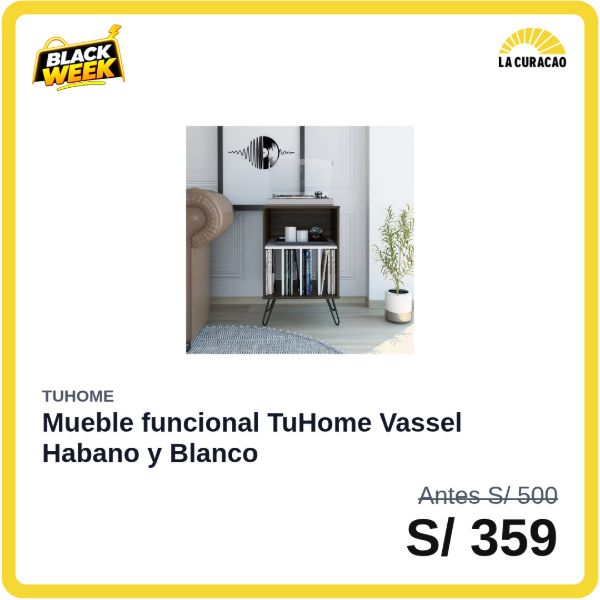 BLACK
WEEK
LA CURACAO
TUHOME
Mueble funcional TuHome Vassel
Habano y Blanco
Antes S/ 500
S/ 359